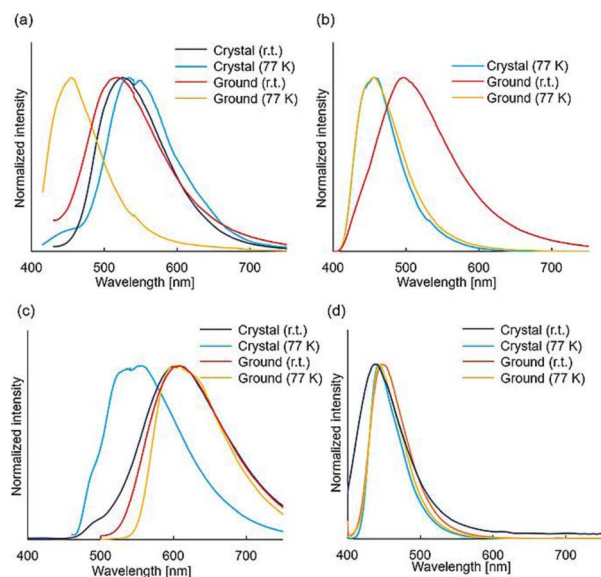 (a)
Crystal (r.t.)
Crystal (77 K)
Ground (r.t.)
Ground (77 K)
Normalized intensity
400 500 600 700
Wavelength [nm]
(b)
Crystal (77 K)
Ground (r.t.)
Ground (77 K)
Normalized intensity
400 500 600 700
Wavelength [nm]
(c)
Crystal (r.t.)
Crystal (77 K)
Ground (r.t.)
Ground (77 K)
Normalized intensity
400 500 600 700
Wavelength [nm]
(d)
Crystal (r.t.)
Crystal (77 K)
Ground (r.t.)
Ground (77 K)
Normalized intensity
400 500 600 700
Wavelength [nm]